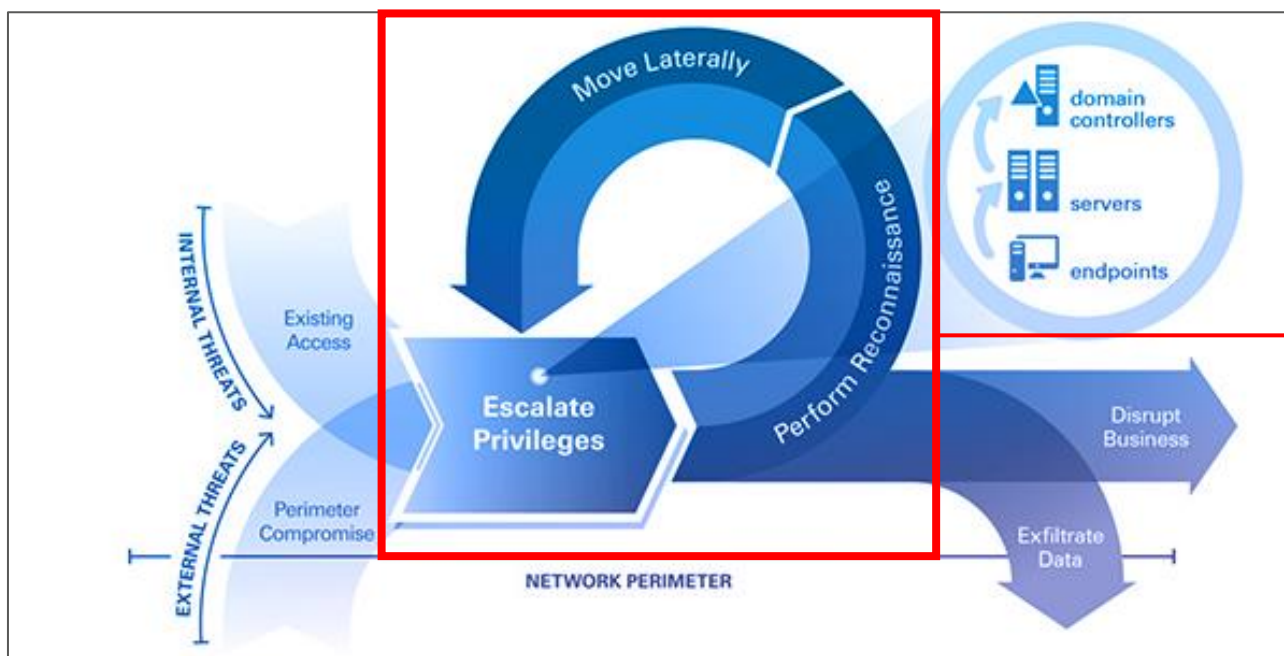 Move Laterally
domain
controllers
servers
endpoints
Perform Reconnaissance
INTERNAL THREATS
Existing
Access
Escalate
Privileges
EXTERNAL THREATS
Perimeter
Compromise
Disrupt
Business
Exfiltrate
Data
NETWORK PERIMETER